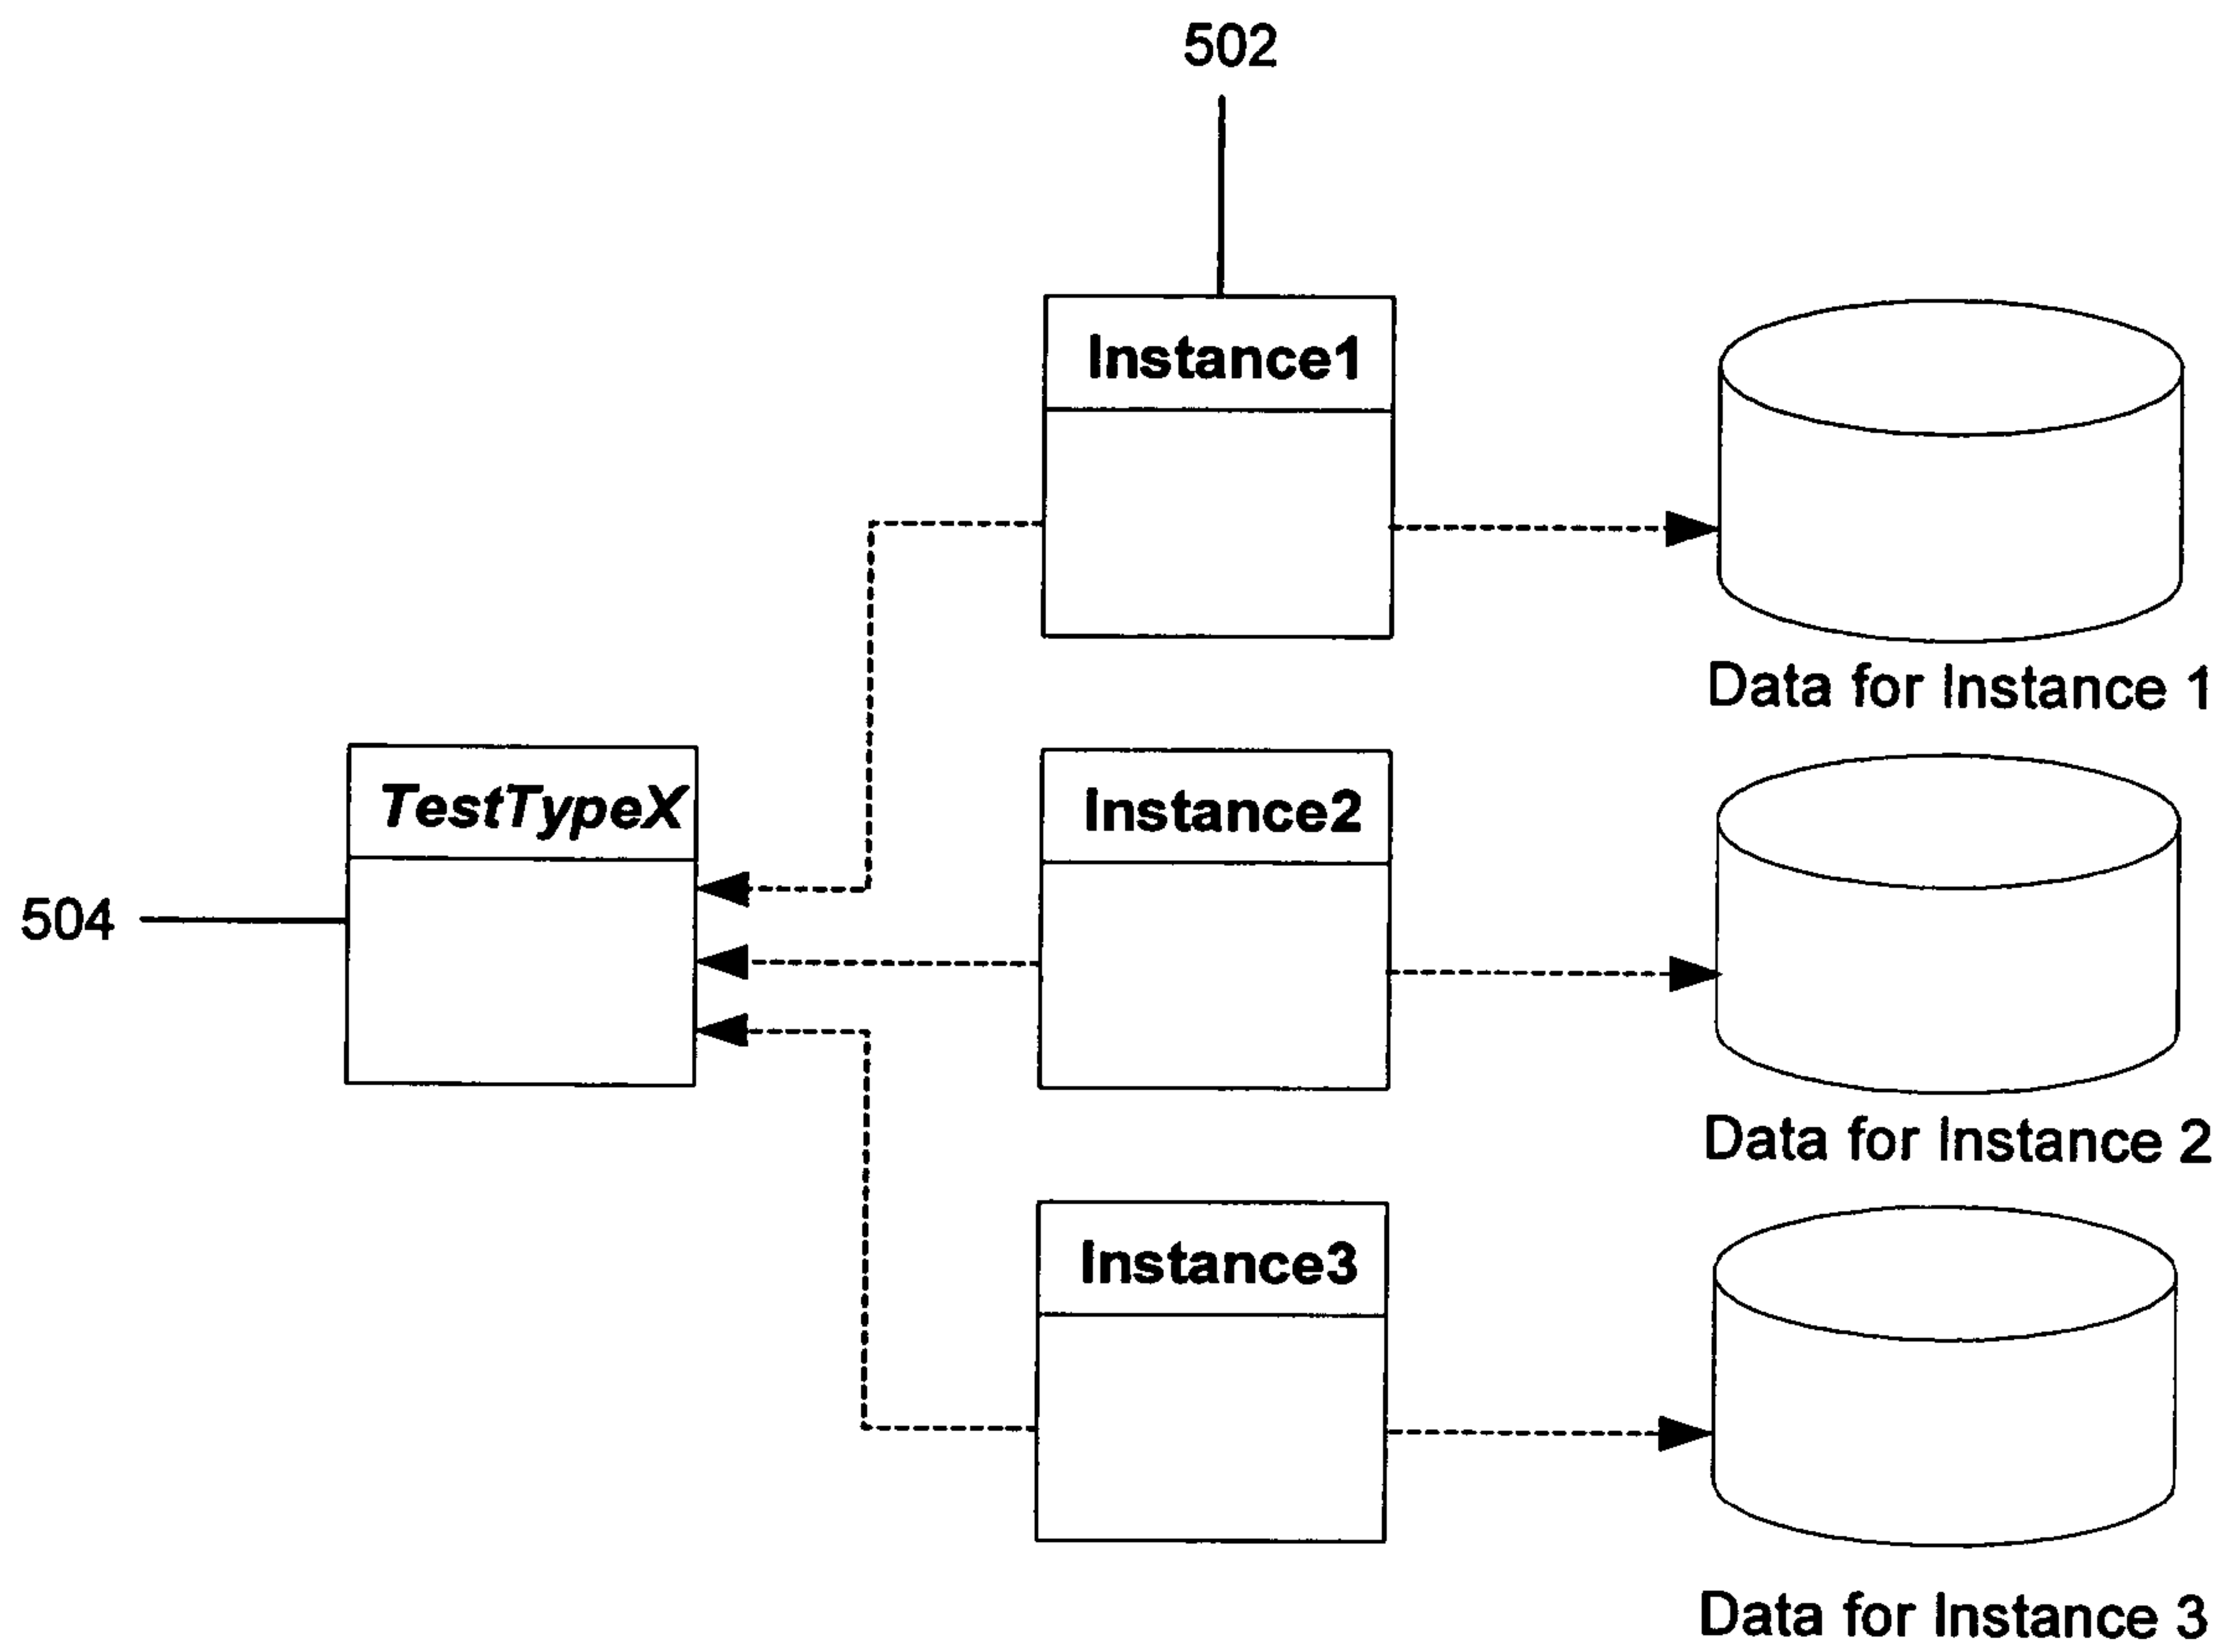 502
Instance1
Data for Instance 1
TestTypeX
Instance2
504
Data for Instance 2
Instance3
Data for Instance 3